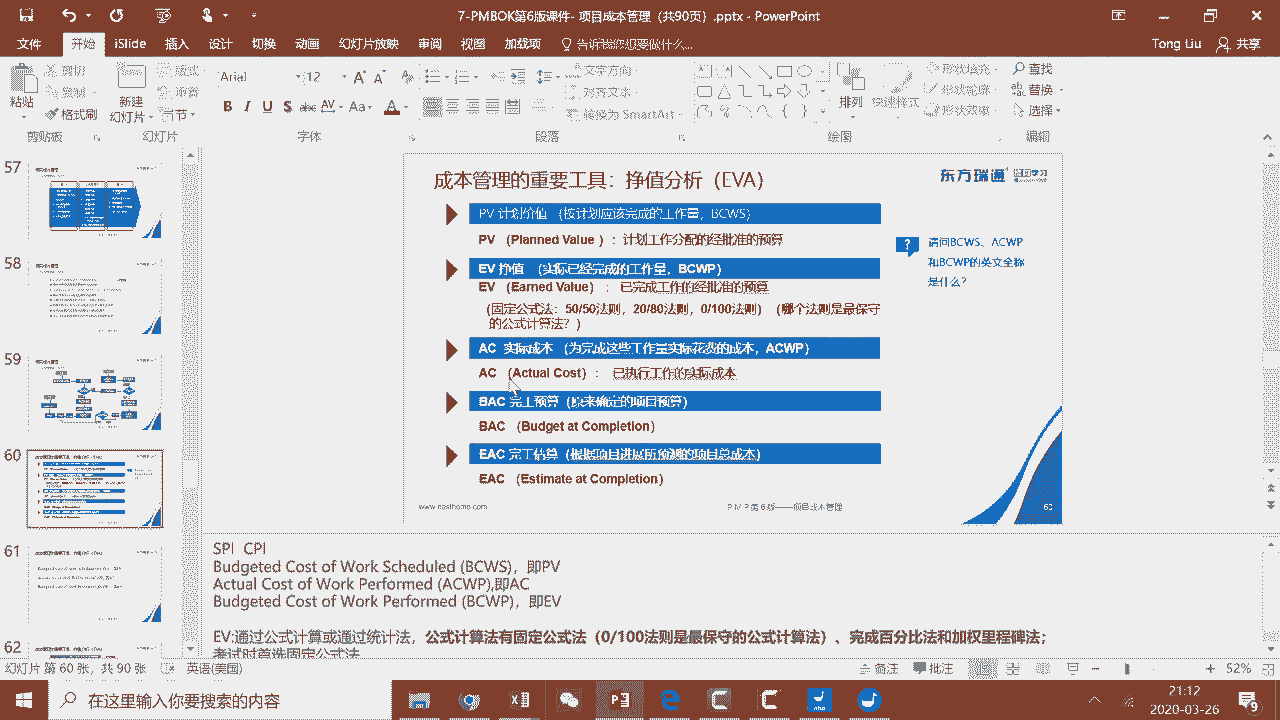 7-PMBOK第6版课件- 项目成本管理（共90页）.pptx - PowerPoint
文件 开始 iSlide 插入 设计 切换 动画 幻灯片放映 审阅 视图 加载项 告诉我您想要做什么... Tong Liu 共享
剪切 版式 Arial 12 文字方向 形状填充 查找
粘贴 复制 新建 重置 对齐文本 排列 快速样式 形状轮廓 替换
格式刷 幻灯片 节 B I U S abc AV Aa A 转换为 SmartArt 形状效果 选择
剪贴板 幻灯片 字体 段落 绘图 编辑
57
58
59
60
61
62
成本管理的重要工具：挣值分析（EVA）
东方瑞通
PV 计划价值 （按计划应该完成的工作量，BCWS）
PV （Planned Value ）：计划工作分配的经批准的预算
EV 挣值 （实际已经完成的工作量，BCWP）
EV （Earned Value）： 已完成工作的经批准的预算
（固定公式法：50/50法则，20/80法则，0/100法则）（哪个法则是最保守
的公式计算法？）
AC 实际成本 （为完成这些工作量实际花费的成本，ACWP）
AC （Actual Cost）： 已执行工作的实际成本
BAC 完工预算（原来确定的项目预算）
BAC （Budget at Completion）
EAC 完工估算（根据项目进展所预测的项目总成本）
EAC （Estimate at Completion）
?
请问BCWS、ACWP
和BCWP的英文全称
是什么？
PMP第6版——项目成本管理
60
SPI CPI
Budgeted Cost of Work Scheduled (BCWS)，即PV
Actual Cost of Work Performed (ACWP),即AC
Budgeted Cost of Work Performed (BCWP)，即EV
EV:通过公式计算或通过统计法，公式计算法有固定公式法（0/100法则是最保守的公式计算法）、完成百分比法和加权里程碑法；
考试时首选固定公式法
幻灯片 第 60 张，共 90 张 英语(美国) 备注 批注 52%
在这里输入你要搜索的内容
21:12
2020-03-26
9